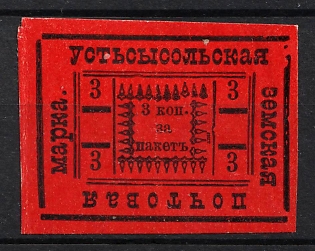 Устьсысольская
земская
почтовая
марка.
3
3
3 коп.
за
пакетъ
3
3